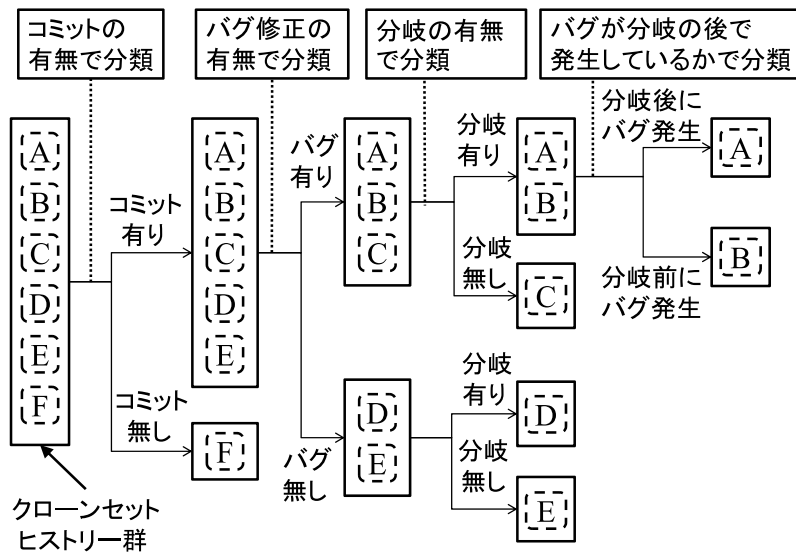 コミットの
有無で分類
バグ修正の
有無で分類
分岐の有無
で分類
バグが分岐の後で
発生しているかで分類
A
B
C
D
E
F
コミット
有り
コミット
無し
A
B
C
D
E
F
バグ
有り
バグ
無し
A
B
C
D
E
分岐
有り
分岐
無し
A
B
C
分岐
有り
分岐
無し
D
E
分岐後に
バグ発生
A
分岐前に
バグ発生
B
クローンセット
ヒストリー群